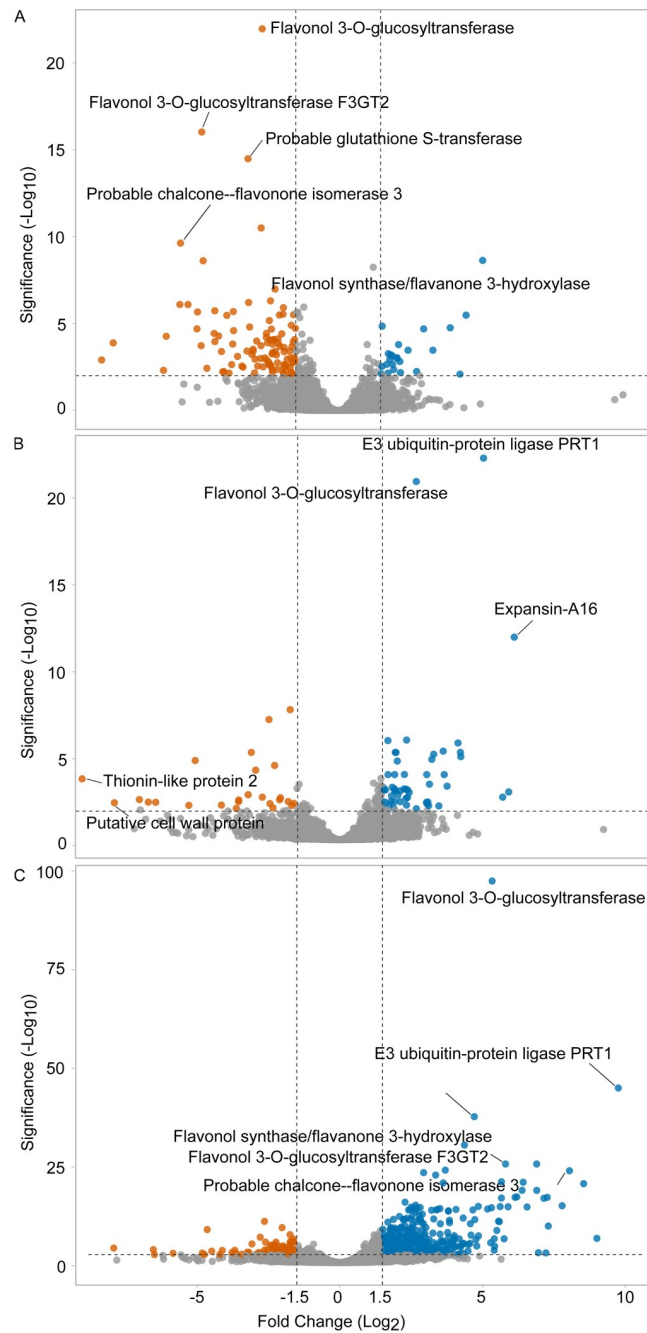 A
Flavonol 3-O-glucosyltransferase
20
Flavonol 3-O-glucosyltransferase F3GT2
Probable glutathione S-transferase
15
Probable chalcone--flavonone isomerase 3
10
Flavonol synthase/flavanone 3-hydroxylase
5
0
Significance (-Log10)
B
E3 ubiquitin-protein ligase PRT1
20
Flavonol 3-O-glucosyltransferase
15
Expansin-A16
10
5
Thionin-like protein 2
Putative cell wall protein
0
Significance (-Log10)
C
100
Flavonol 3-O-glucosyltransferase
75
E3 ubiquitin-protein ligase PRT1
50
Flavonol synthase/flavanone 3-hydroxylase
Flavonol 3-O-glucosyltransferase F3GT2
25
Probable chalcone--flavonone isomerase 3
0
Significance (-Log10)
-5 -1.5 0 1.5 5 10
Fold Change (Log2)